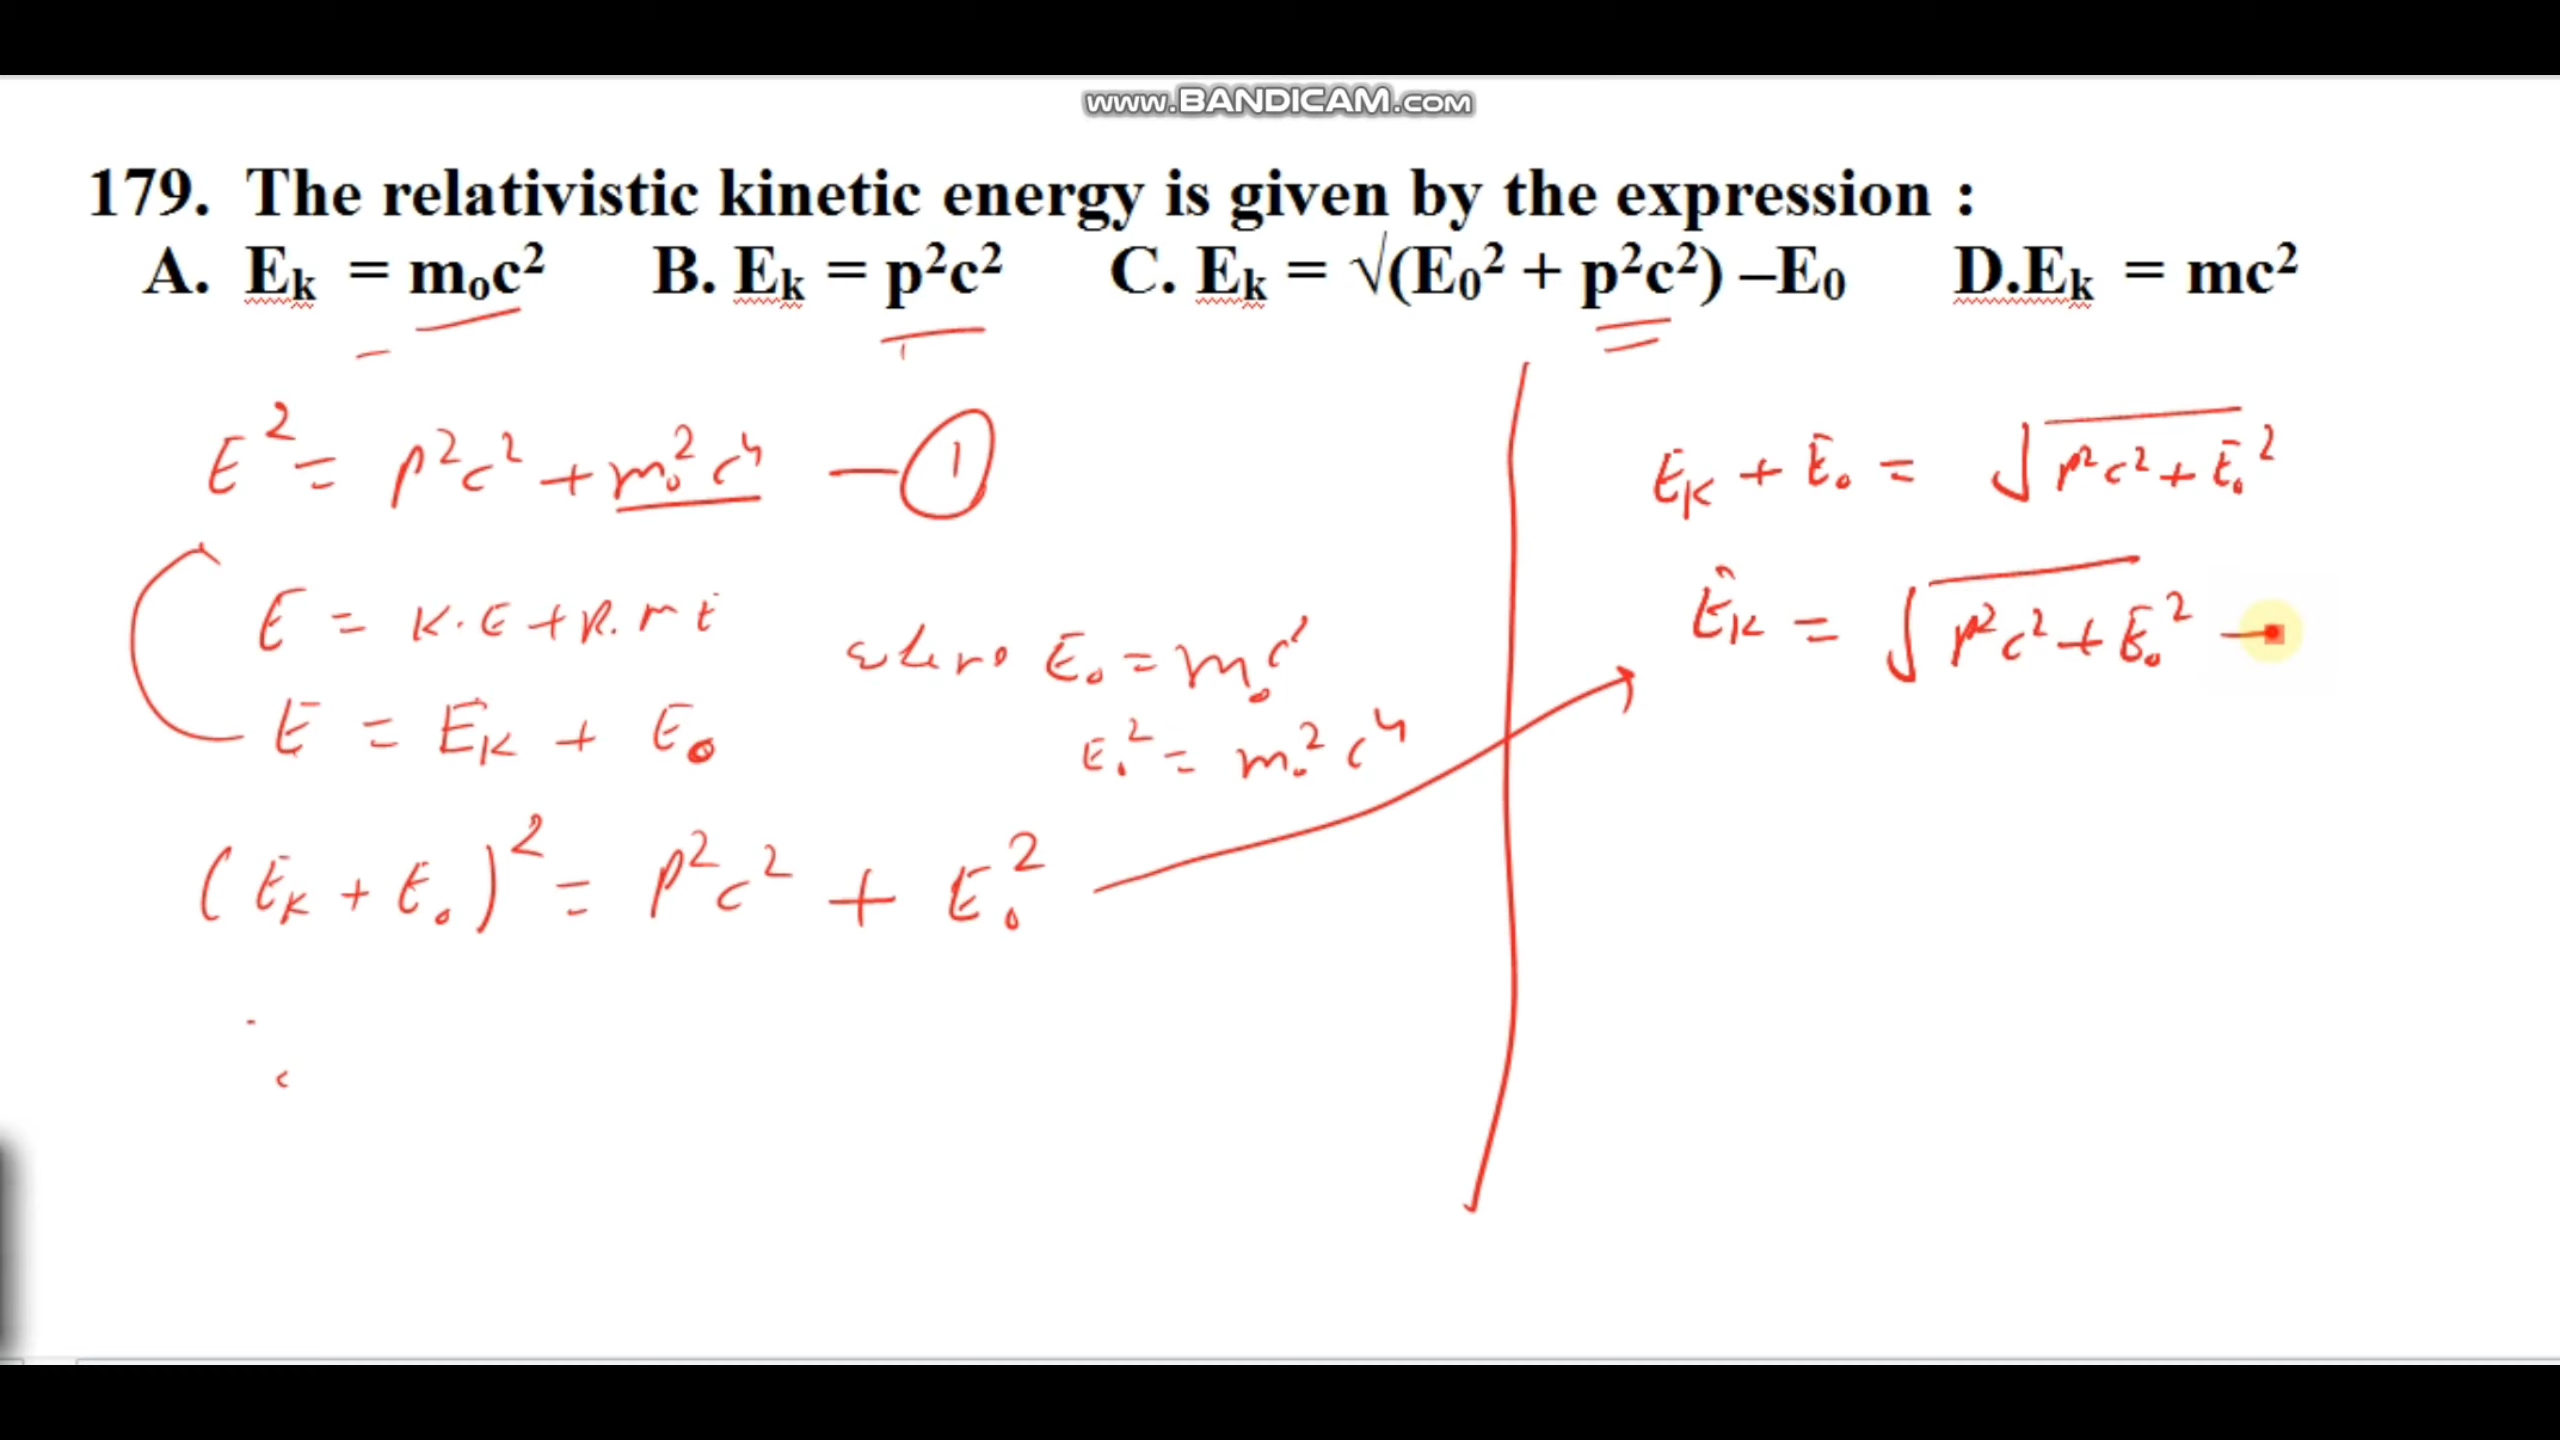 www.BANDICAM.com
179. The relativistic kinetic energy is given by the expression :
A. Eₖ = m₀c² B. Eₖ = p²c² C. Eₖ = √(E₀² + p²c²) –E₀ D.Eₖ = mc²
E² = p²c² + m₀²c⁴ — ①
E = K.E + R.M E
E = Eₖ + E₀
E₀ = m₀c²
E₀² = m₀²c⁴
(Eₖ + E₀)² = p²c² + E₀²
Eₖ + E₀ = √p²c² + E₀²
Eₖ = √p²c² + E₀² –